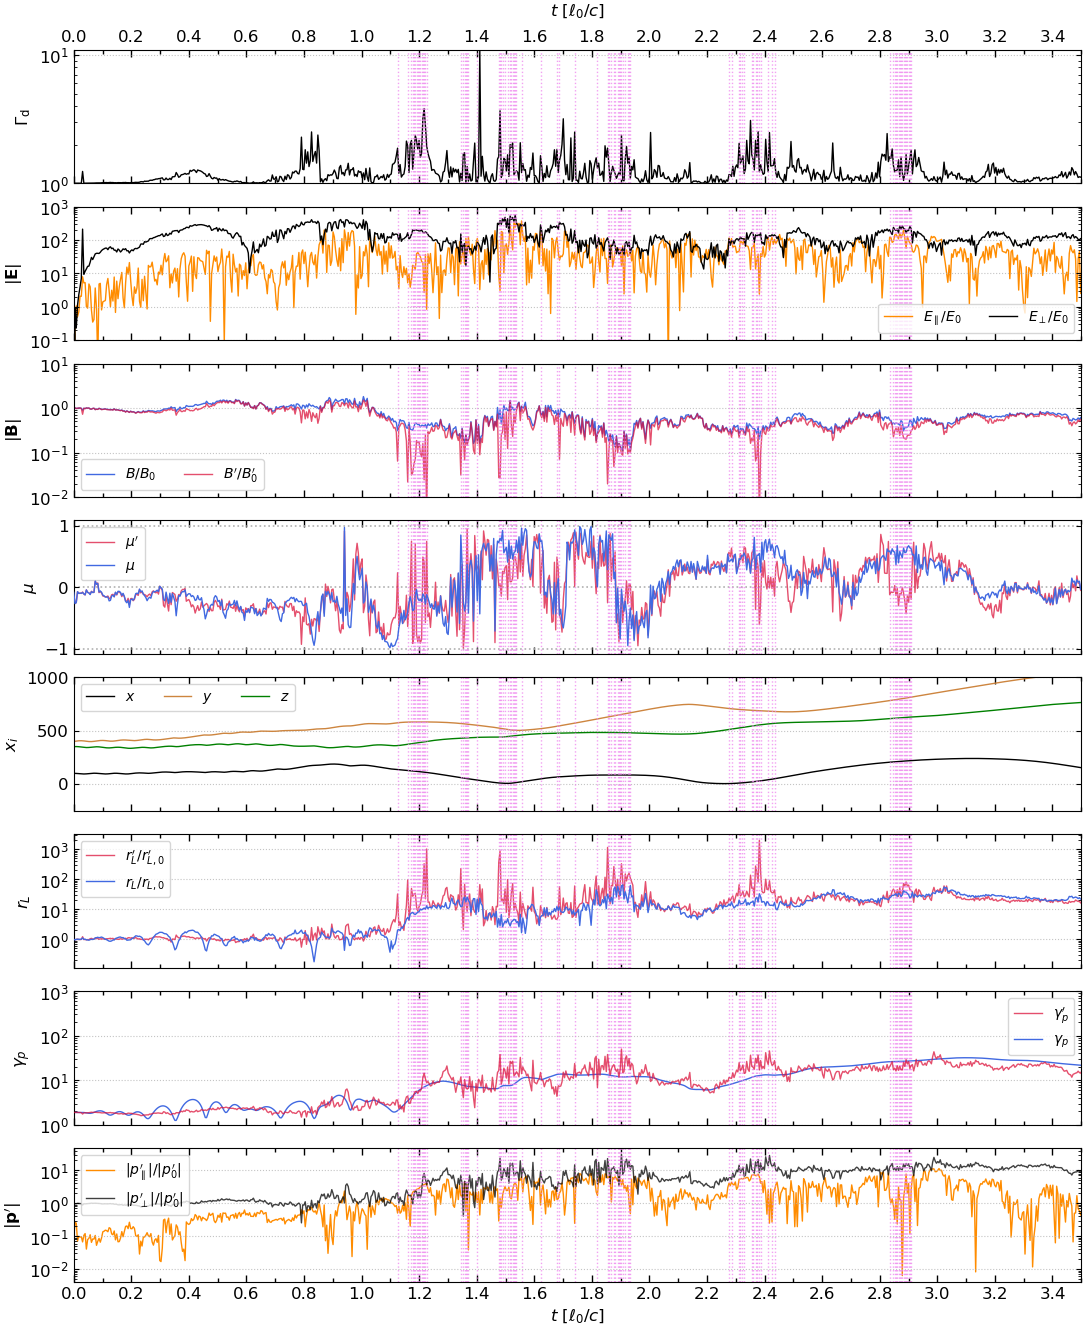 t [ℓ₀/c]
0.0 0.2 0.4 0.6 0.8 1.0 1.2 1.4 1.6 1.8 2.0 2.2 2.4 2.6 2.8 3.0 3.2 3.4
Γ_d
10¹
10⁰
|E|
10³
10²
10¹
10⁰
10⁻¹
E_∥/E₀ E_⊥/E₀
|B|
10¹
10⁰
10⁻¹
10⁻²
B/B₀ B′/B′₀
μ
1
0
−1
μ′
μ
x_i
1000
500
0
x y z
r_L
10³
10²
10¹
10⁰
r′_L/r′_{L,0}
r_L/r_{L,0}
γ_p
10³
10²
10¹
10⁰
γ′_p
γ_p
|p′|
10¹
10⁰
10⁻¹
10⁻²
|p′_∥|/|p′₀|
|p′_⊥|/|p′₀|
0.0 0.2 0.4 0.6 0.8 1.0 1.2 1.4 1.6 1.8 2.0 2.2 2.4 2.6 2.8 3.0 3.2 3.4
t [ℓ₀/c]